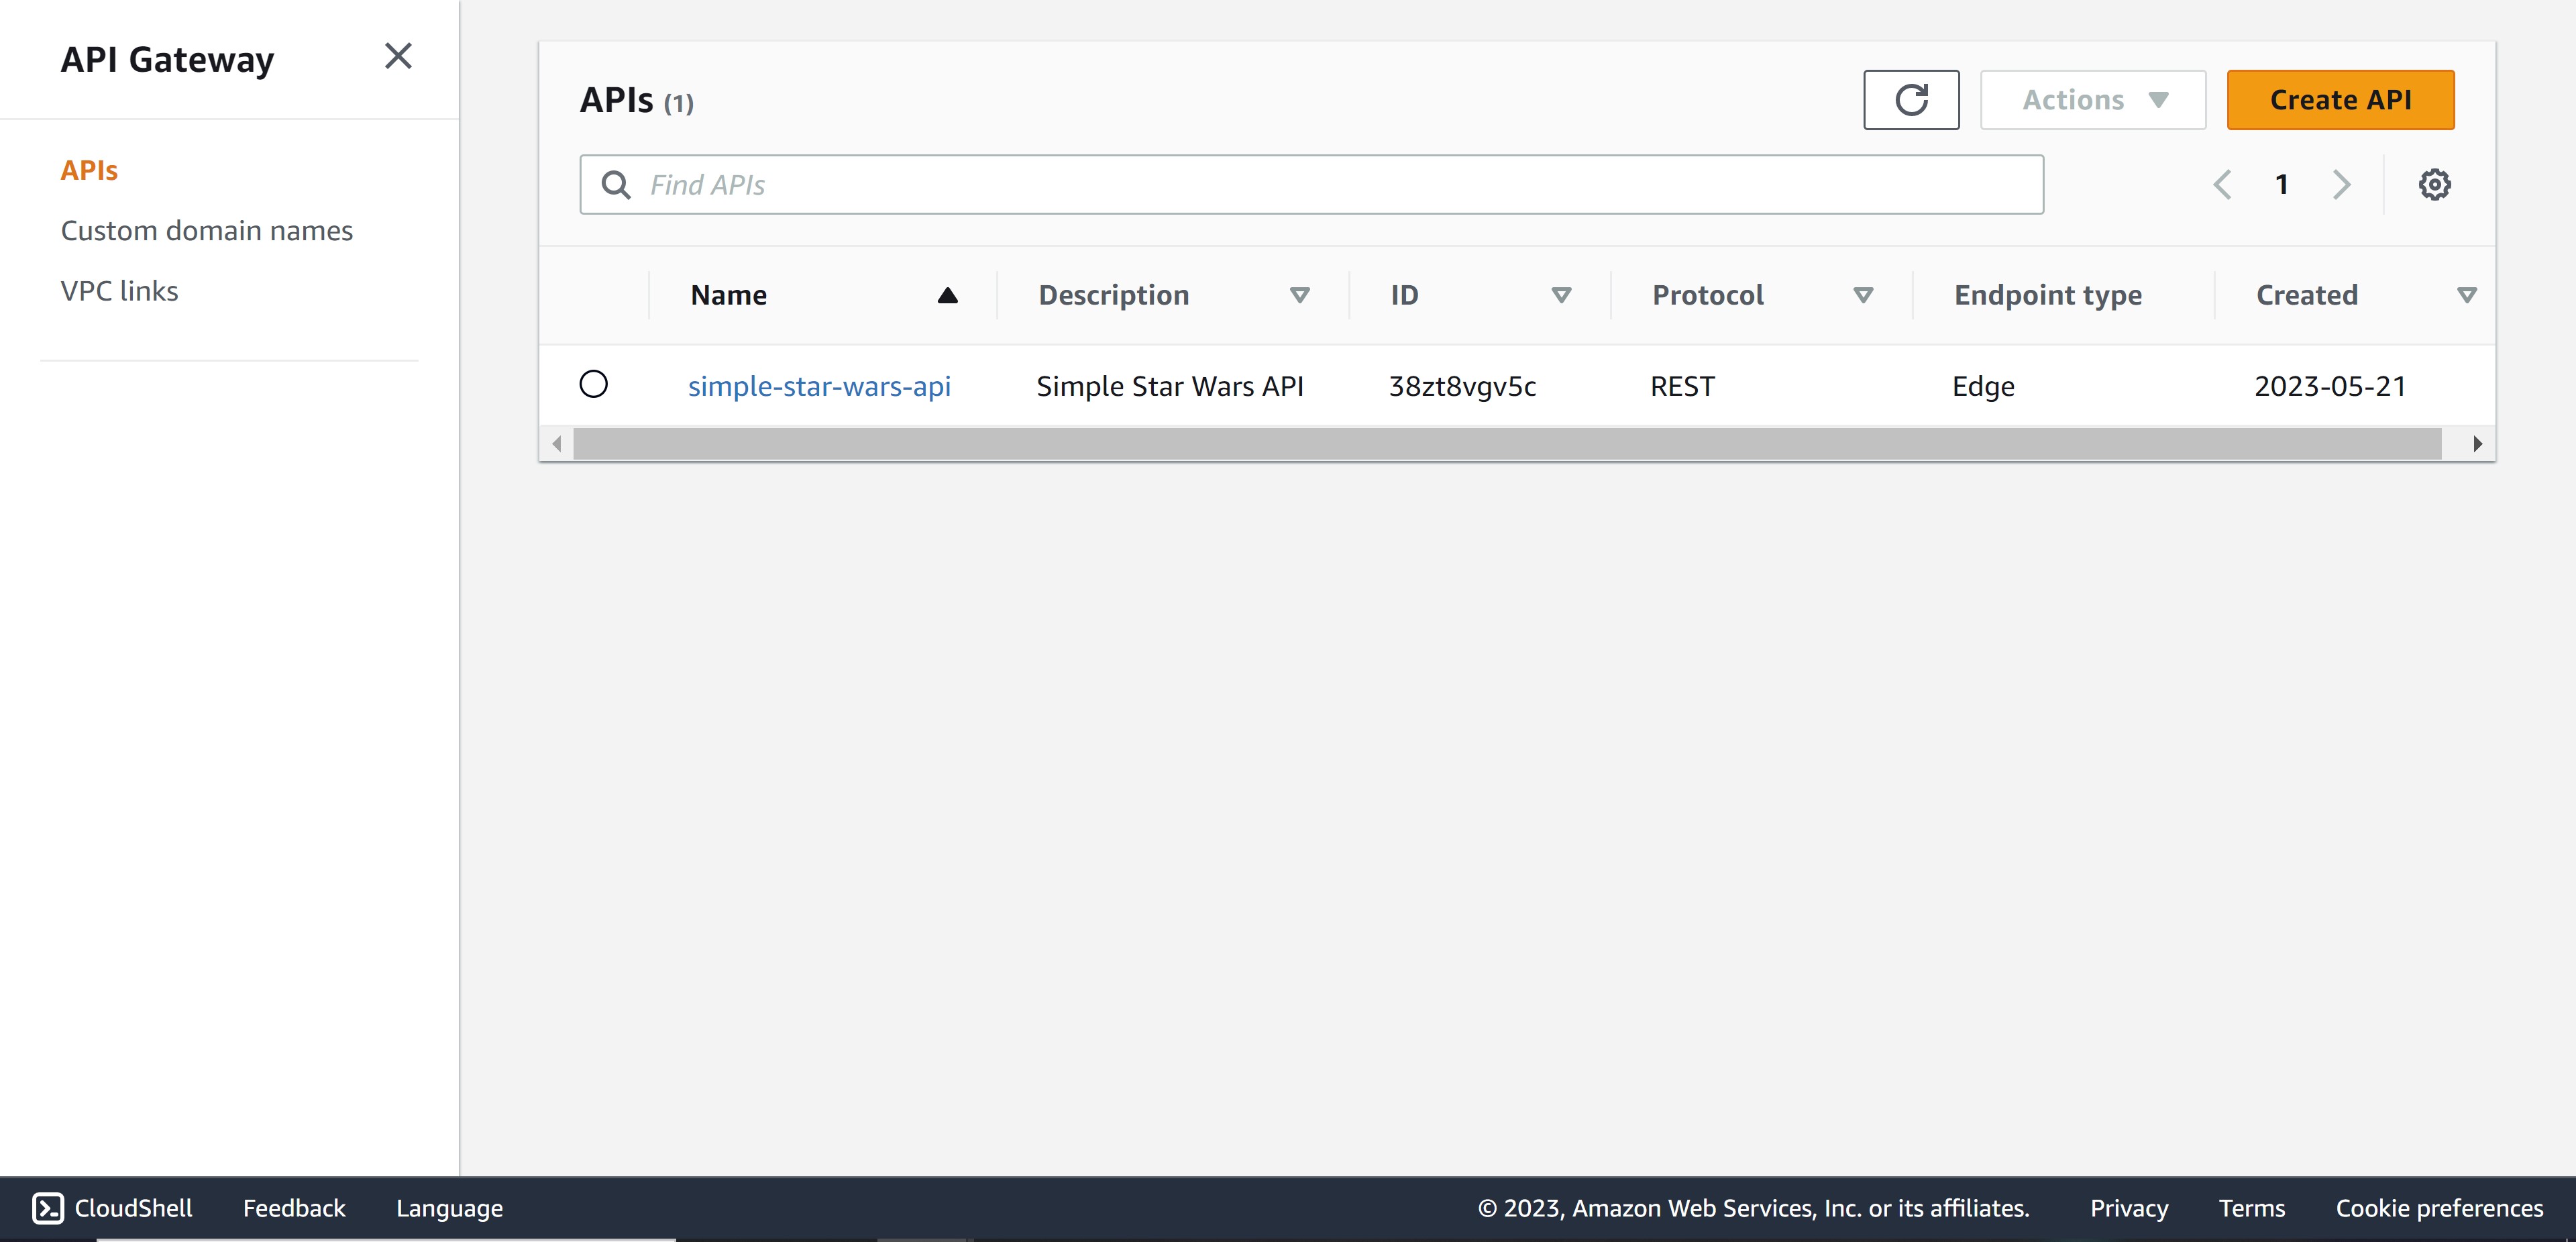 API Gateway
APIs
Custom domain names
VPC links
APIs (1)
Actions
Create API
Find APIs
1
Name Description ID Protocol Endpoint type Created
simple-star-wars-api Simple Star Wars API 38zt8vgv5c REST Edge 2023-05-21
CloudShell Feedback Language © 2023, Amazon Web Services, Inc. or its affiliates. Privacy Terms Cookie preferences